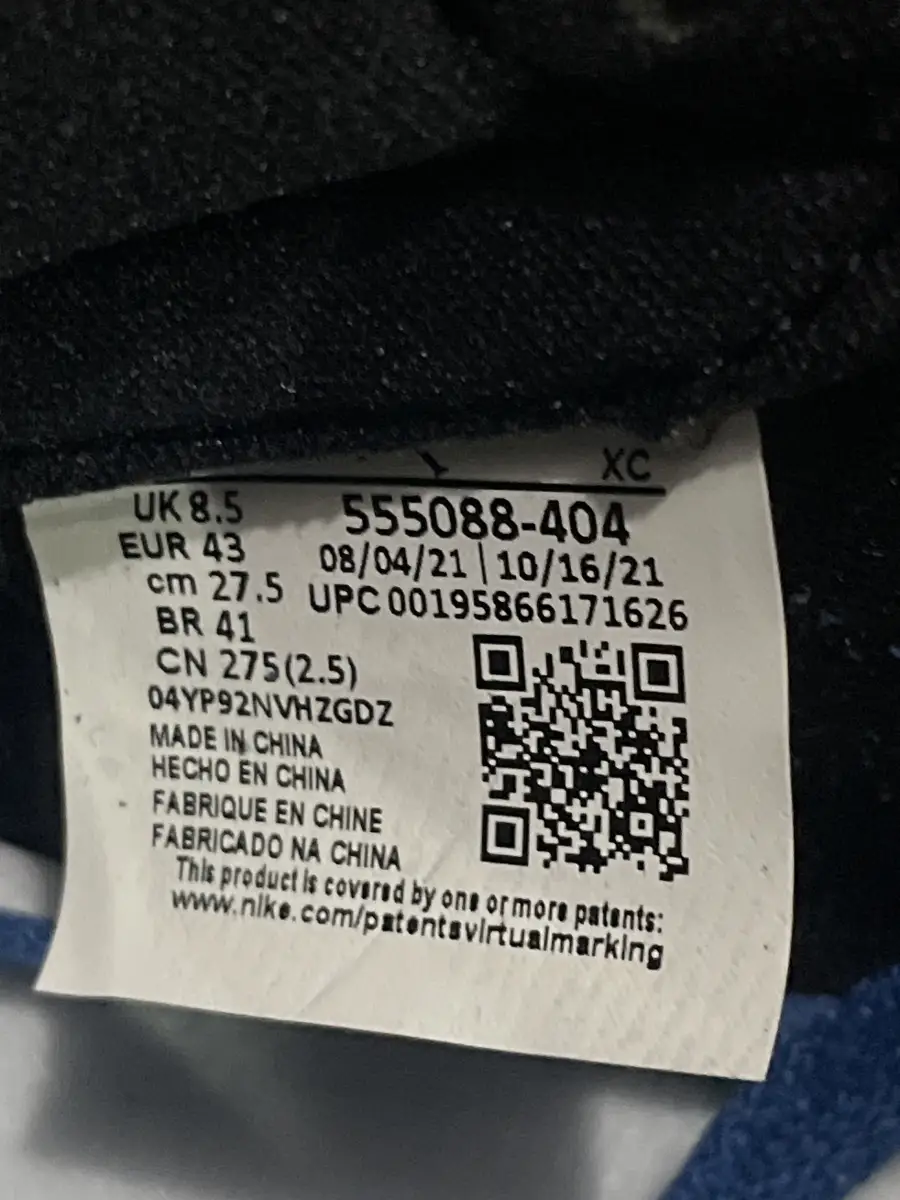 XC
UK 8.5
555088-404
EUR 43
08/04/21 | 10/16/21
cm 27.5
UPC 00195866171626
BR 41
CN 275(2.5)
04YP92NVHZGDZ
MADE IN CHINA
HECHO EN CHINA
FABRIQUE EN CHINE
FABRICADO NA CHINA
This product is covered by one or more patents:
www.nike.com/patentsvirtualmarking